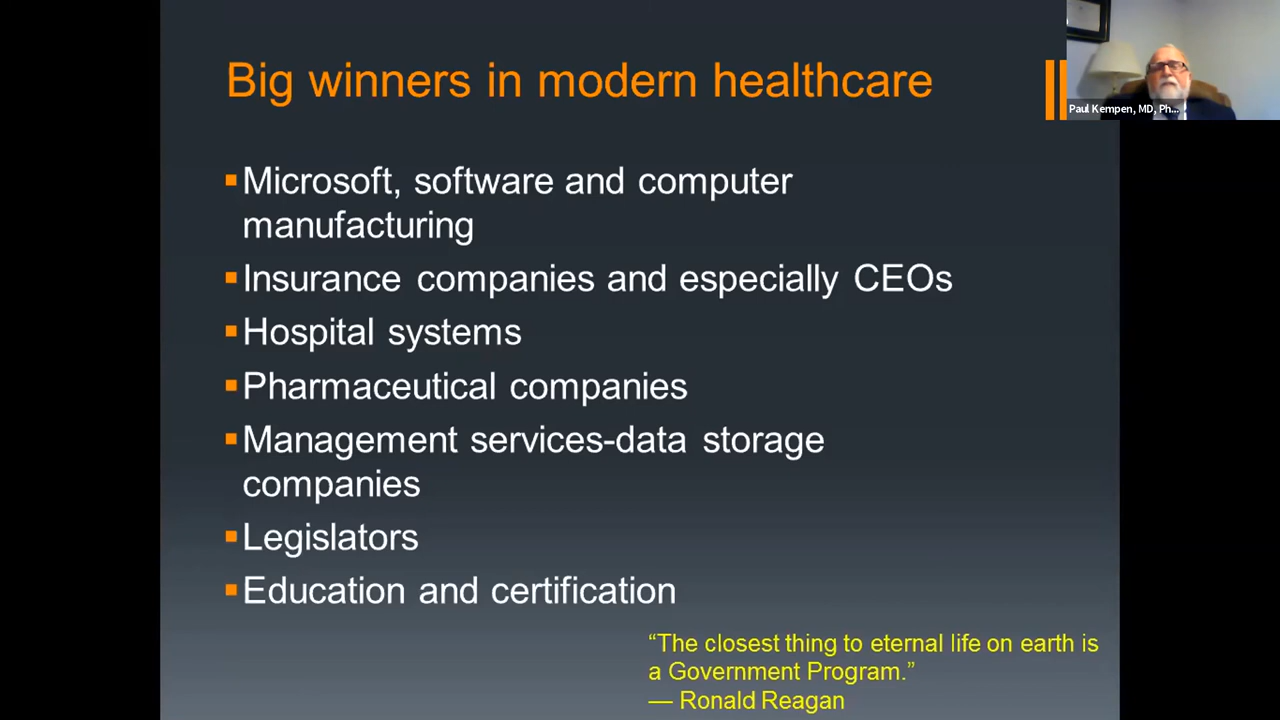 Big winners in modern healthcare
Paul Kempen, MD, Ph...
▪Microsoft, software and computer
manufacturing
▪Insurance companies and especially CEOs
▪Hospital systems
▪Pharmaceutical companies
▪Management services-data storage
companies
▪Legislators
▪Education and certification
“The closest thing to eternal life on earth is
a Government Program.”
— Ronald Reagan